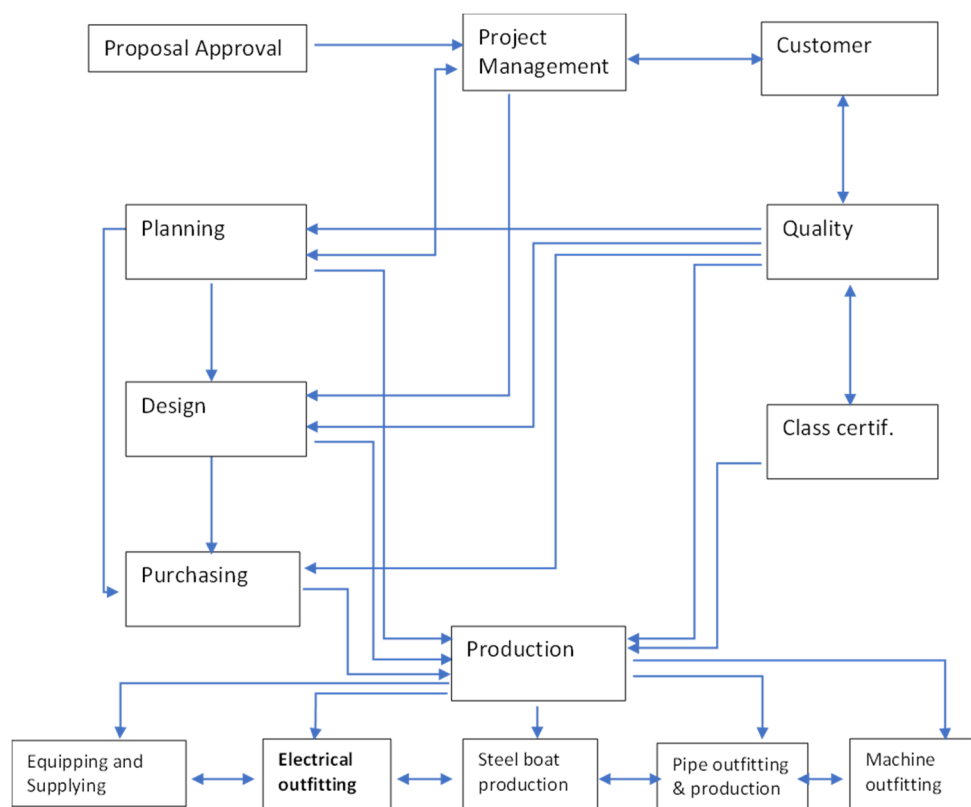 Proposal Approval
Project
Management
Customer
Planning
Quality
Design
Class certif.
Purchasing
Production
Equipping and
Supplying
Electrical
outfitting
Steel boat
production
Pipe outfitting
& production
Machine
outfitting